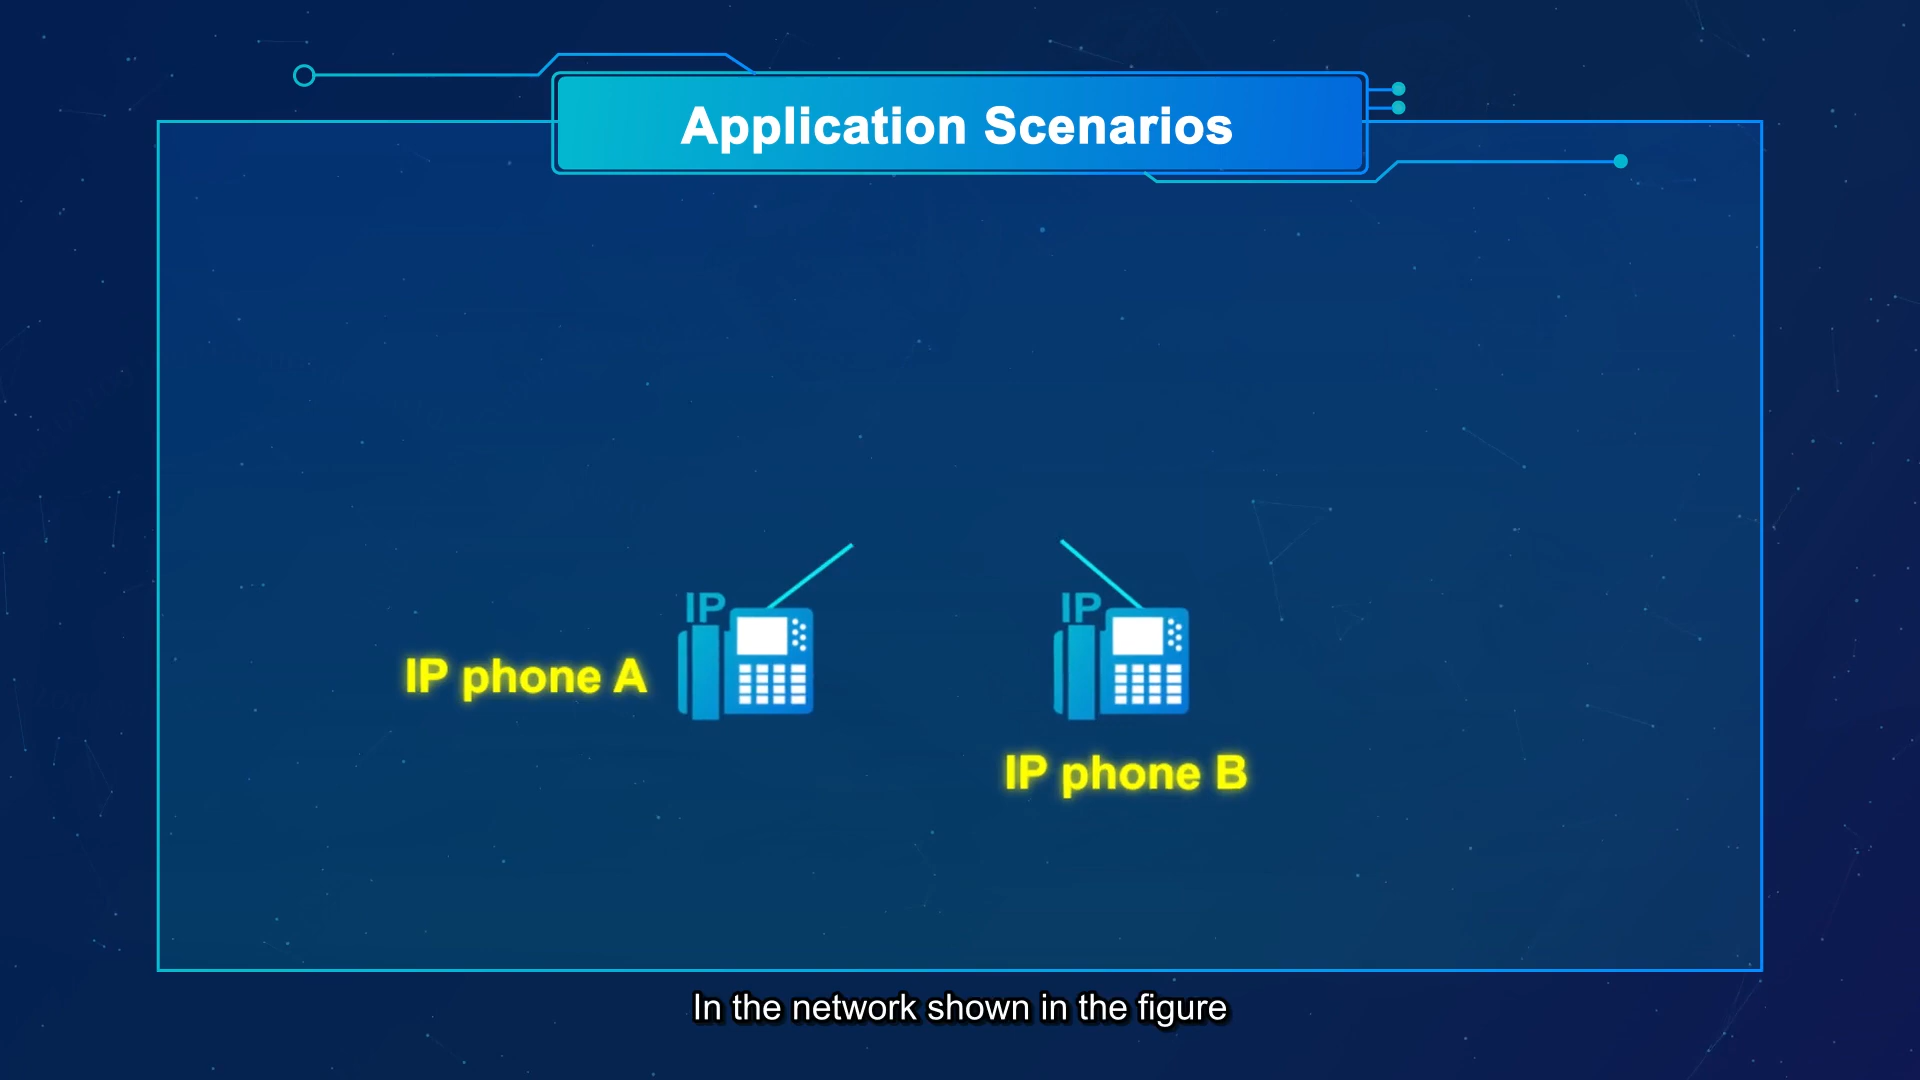 Application Scenarios
IP
IP
IP phone A
IP phone B
In the network shown in the figure